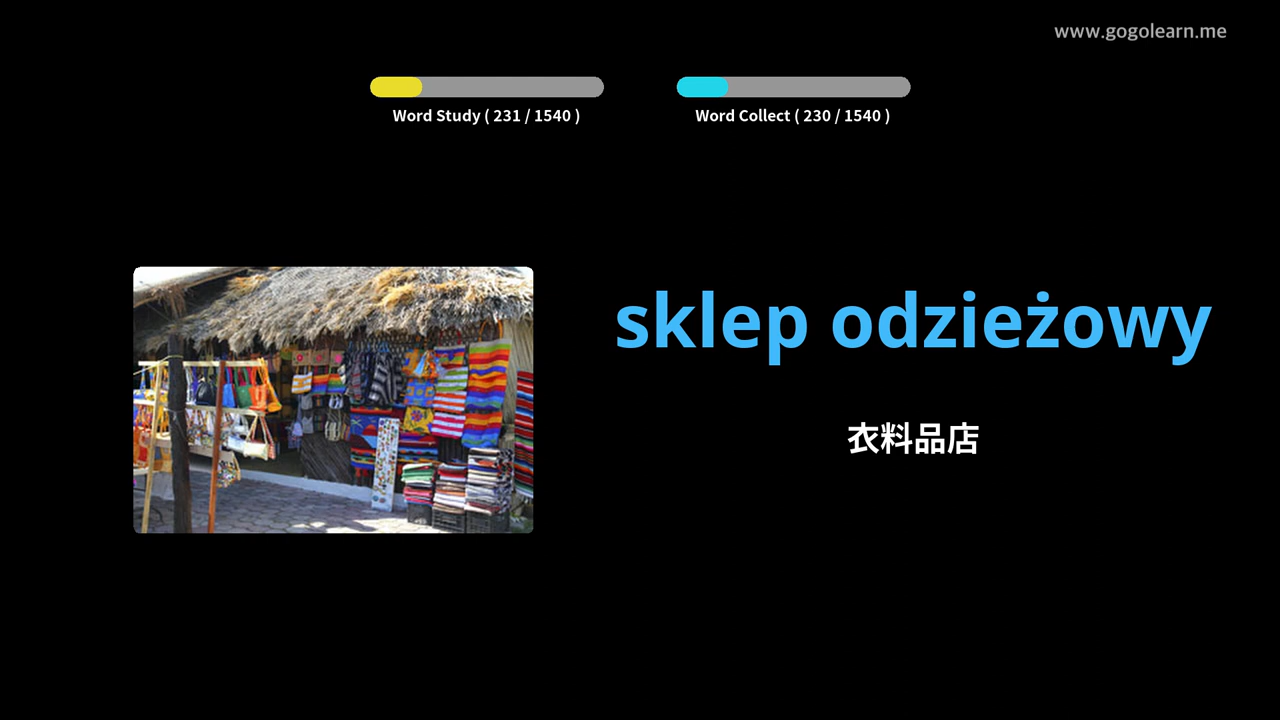 www.gogolearn.me
Word Study ( 231 / 1540 )
Word Collect ( 230 / 1540 )
sklep odzieżowy
衣料品店